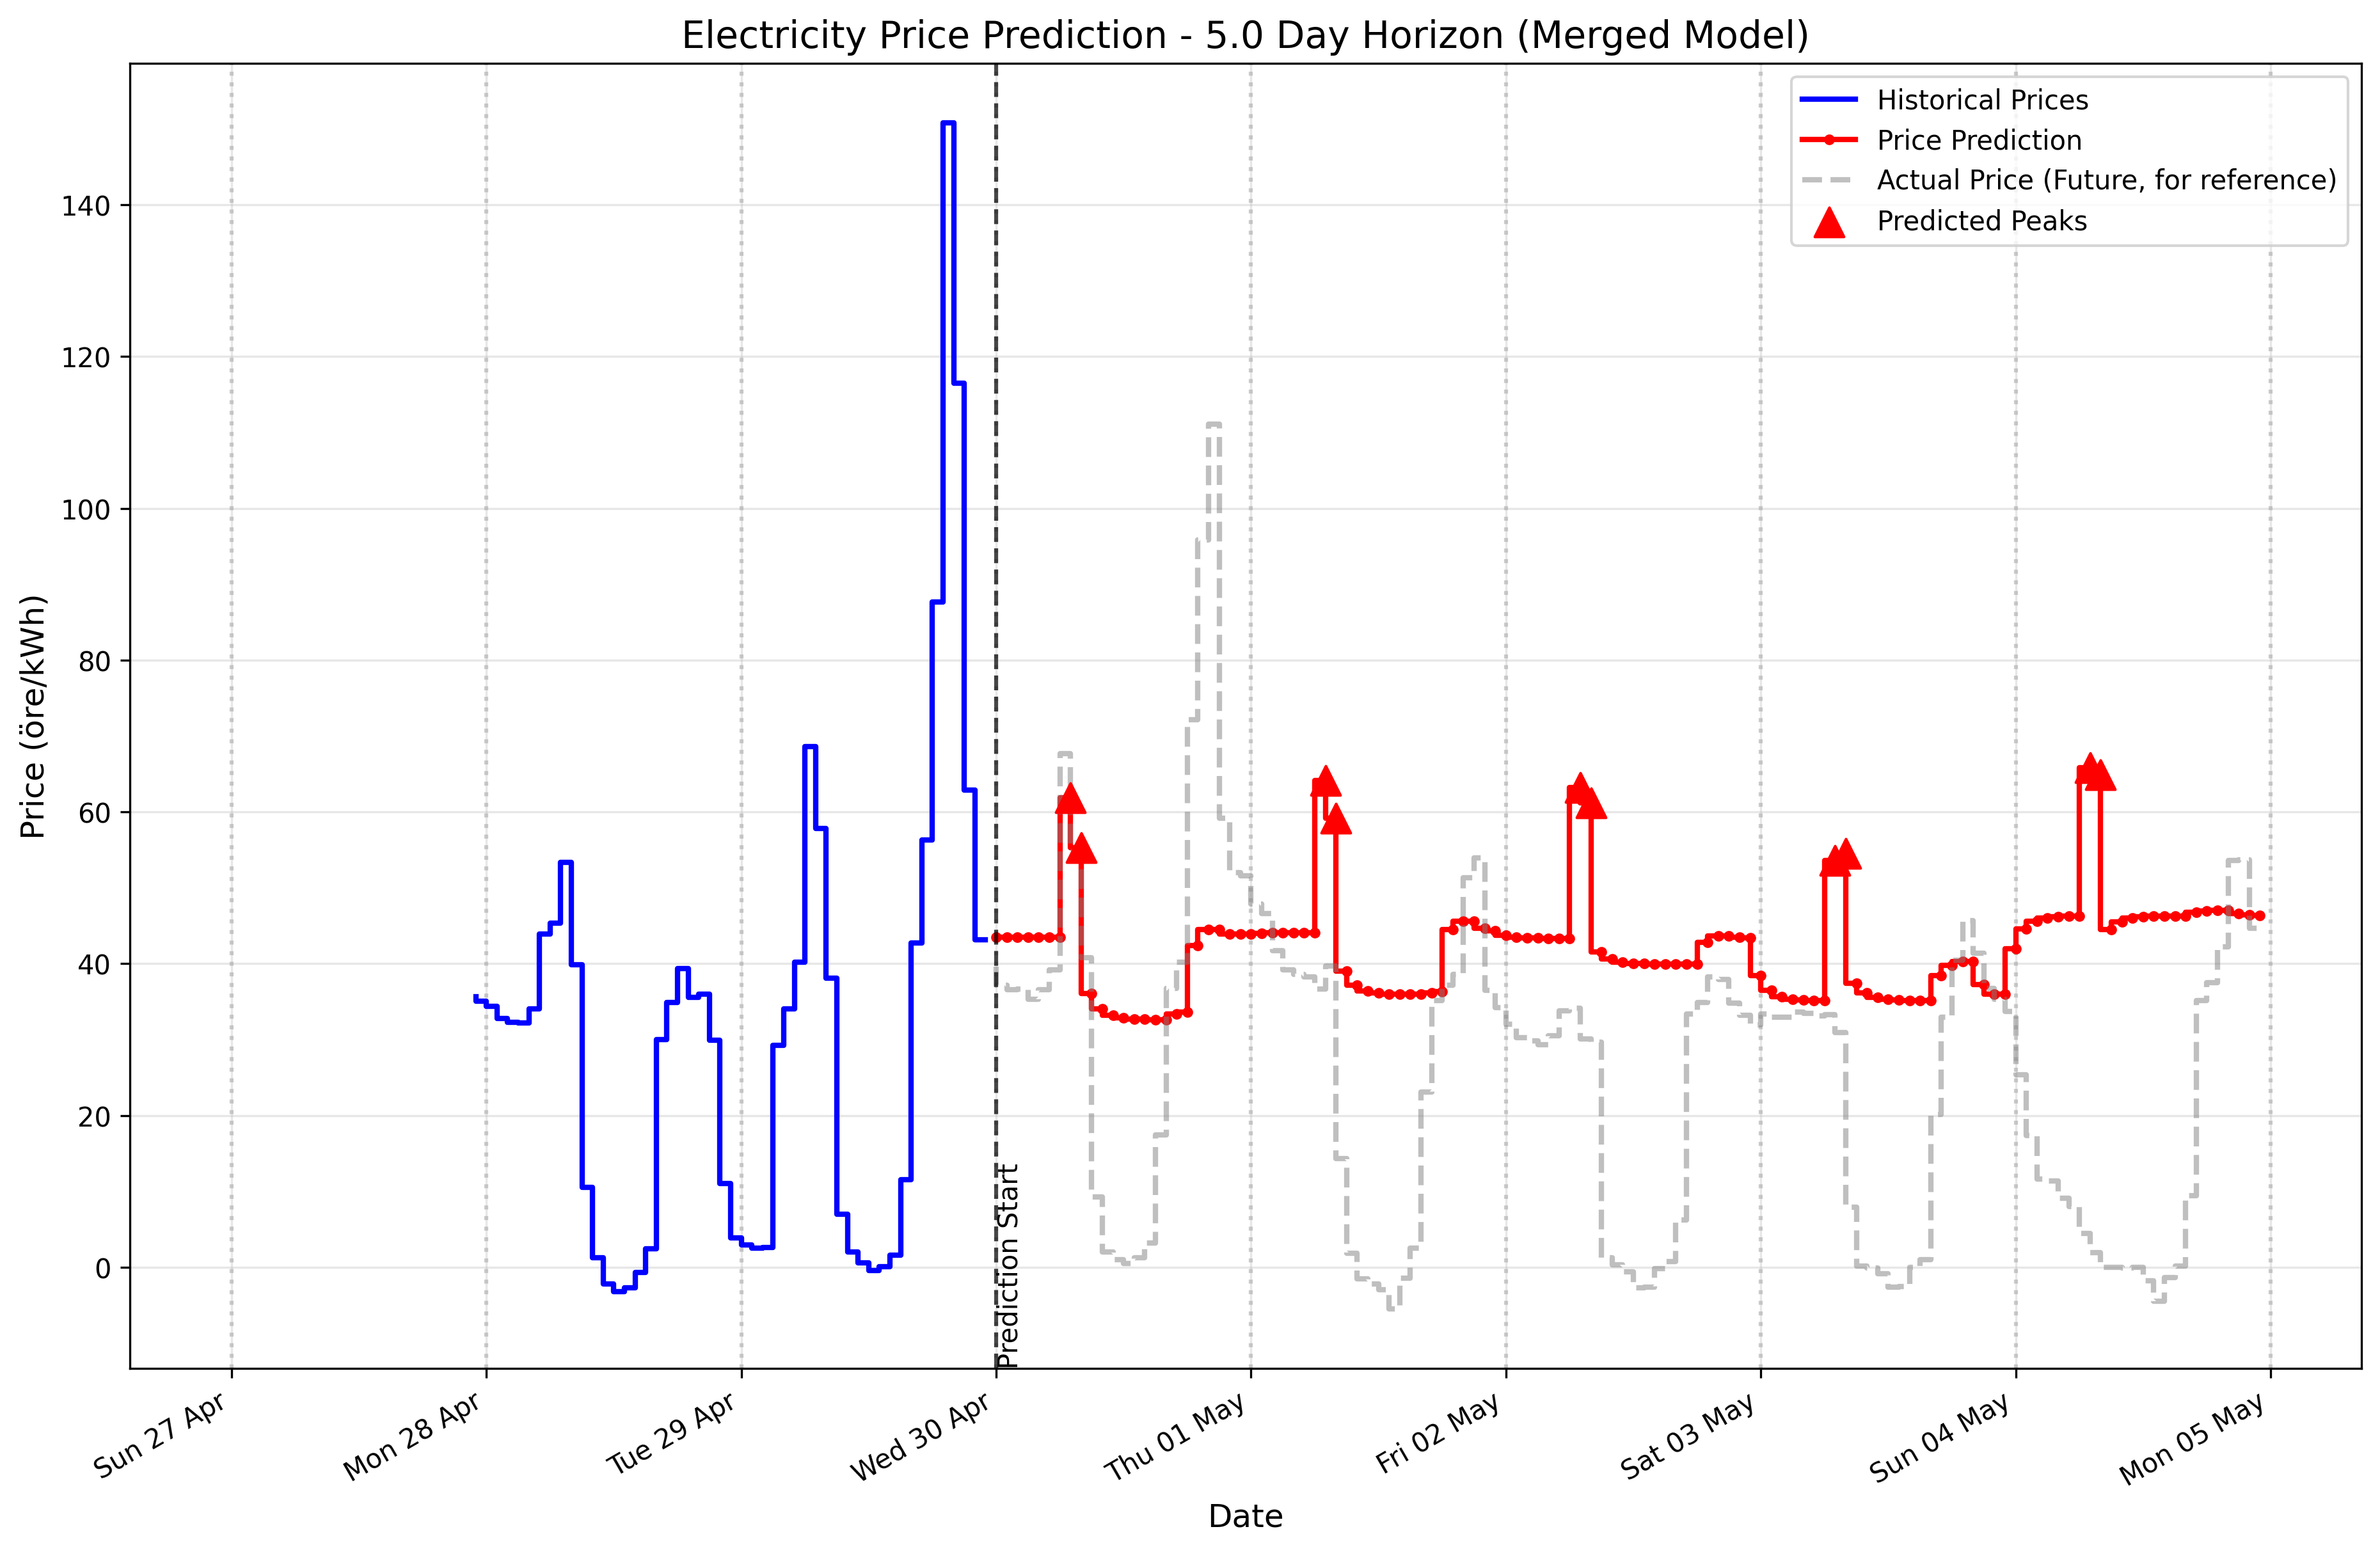 Electricity Price Prediction - 5.0 Day Horizon (Merged Model)
Historical Prices
Price Prediction
Actual Price (Future, for reference)
Predicted Peaks
Price (öre/kWh)
140
120
100
80
60
40
20
0
Prediction Start
Sun 27 Apr
Mon 28 Apr
Tue 29 Apr
Wed 30 Apr
Thu 01 May
Fri 02 May
Sat 03 May
Sun 04 May
Mon 05 May
Date